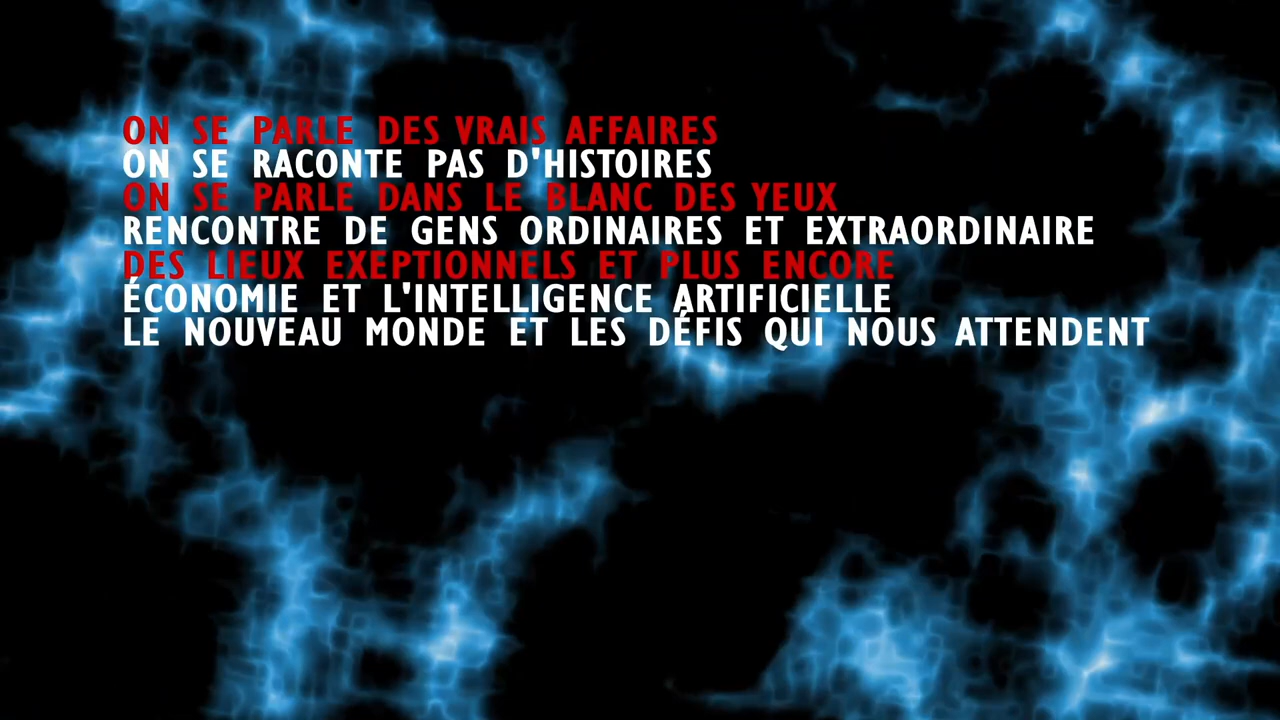 ON SE PARLE DES VRAIS AFFAIRES
ON SE RACONTE PAS D'HISTOIRES
ON SE PARLE DANS LE BLANC DES YEUX
RENCONTRE DE GENS ORDINAIRES ET EXTRAORDINAIRE
DES LIEUX EXEPTIONNELS ET PLUS ENCORE
ÉCONOMIE ET L'INTELLIGENCE ARTIFICIELLE
LE NOUVEAU MONDE ET LES DÉFIS QUI NOUS ATTENDENT